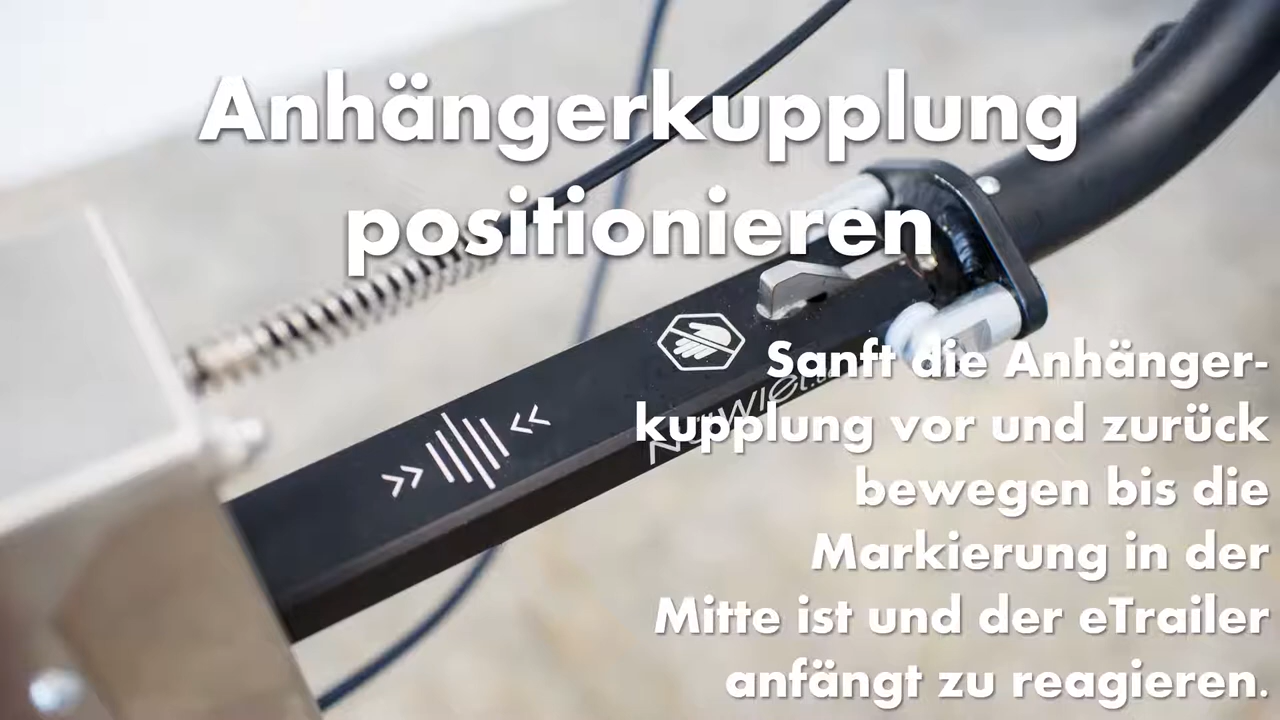 Anhängerkupplung
positionieren
Sanft die Anhänger-
kupplung vor und zurück
bewegen bis die
Markierung in der
Mitte ist und der eTrailer
anfängt zu reagieren.